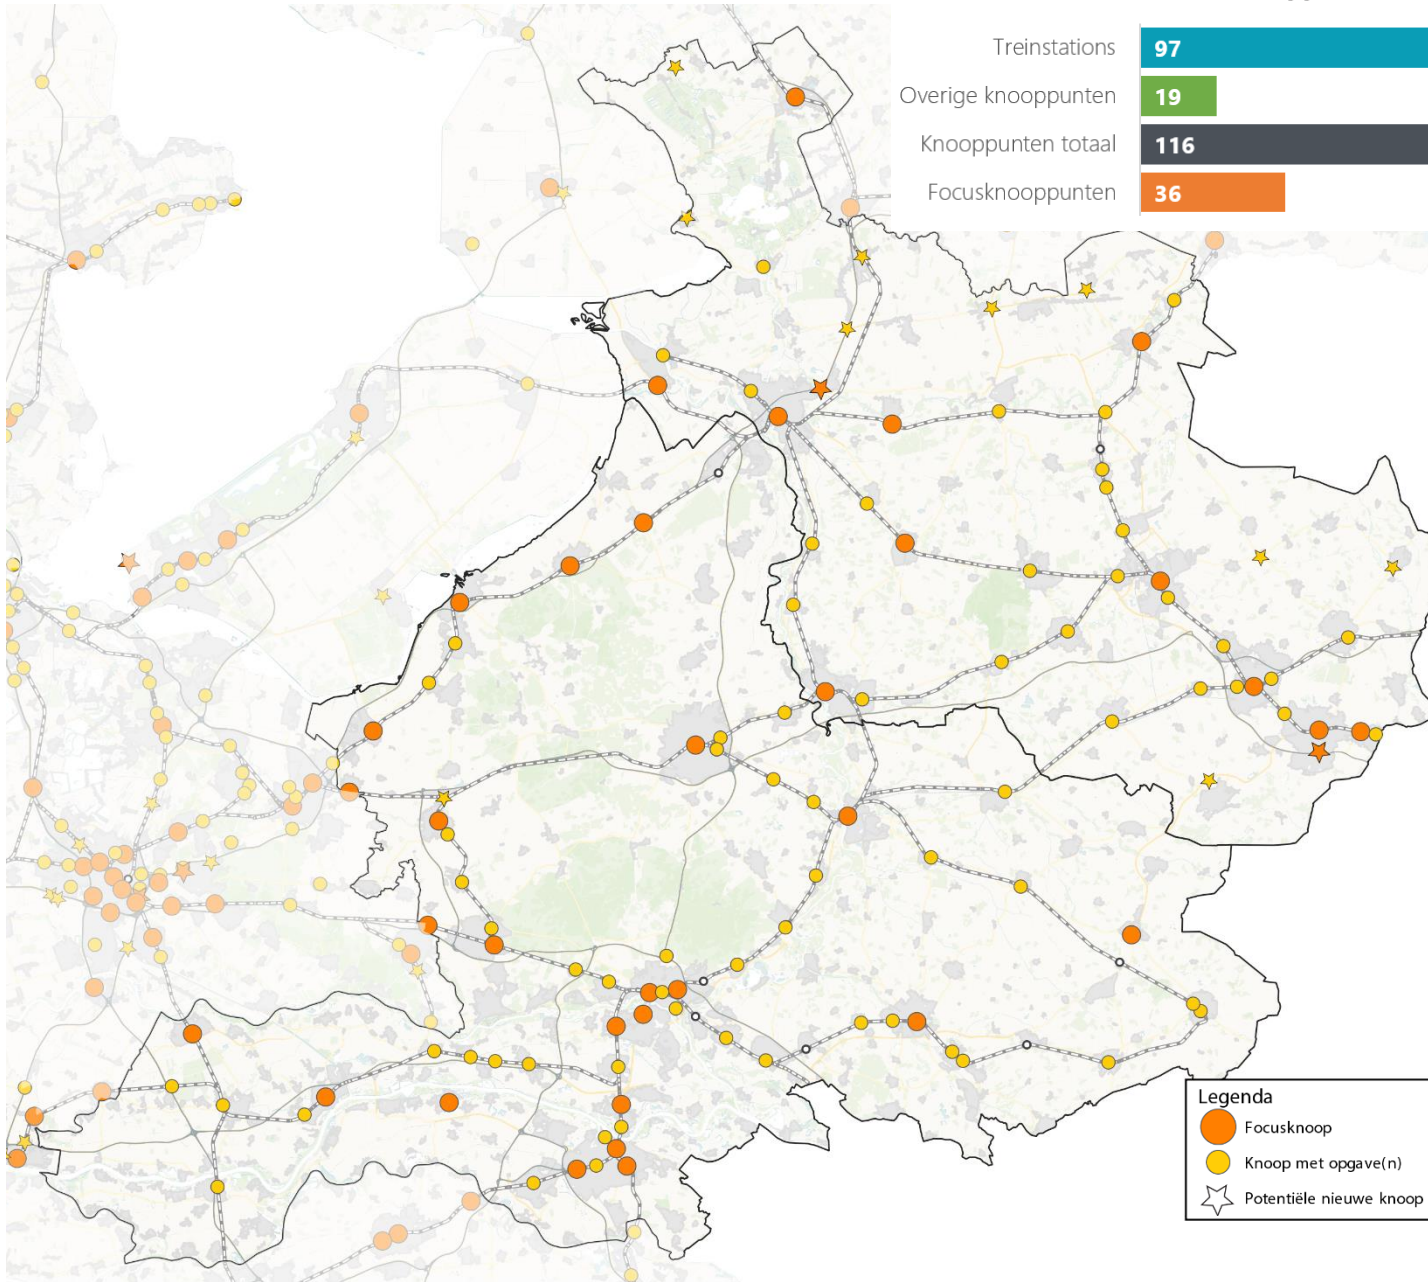 Treinstations 97
Overige knooppunten 19
Knooppunten totaal 116
Focusknooppunten 36
Legenda
Focusknoop
Knoop met opgave(n)
Potentiële nieuwe knoop